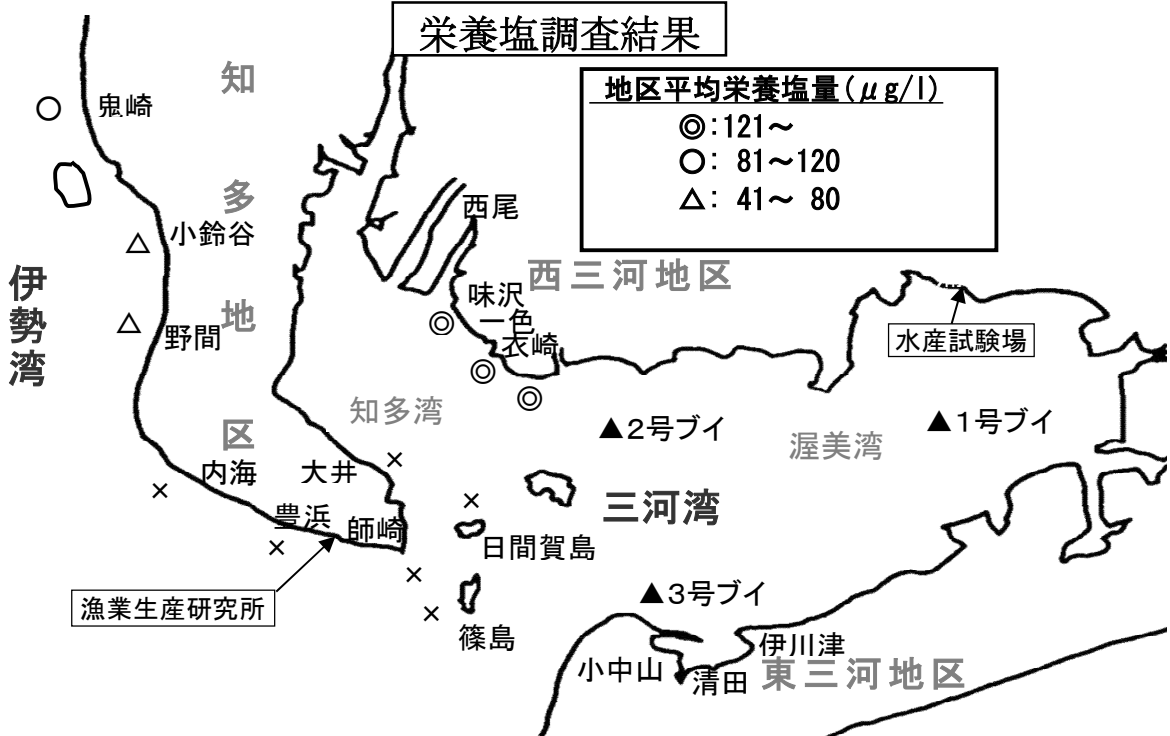 栄養塩調査結果
地区平均栄養塩量(μg/l)
◎:121～
○: 81～120
△: 41～ 80
知多地区
鬼崎
小鈴谷
野間
伊勢湾
西尾
味沢
一色
衣崎
西三河地区
水産試験場
知多湾
▲2号ブイ
▲1号ブイ
渥美湾
内海
大井
豊浜
師崎
三河湾
日間賀島
漁業生産研究所
篠島
▲3号ブイ
小中山
清田
伊川津
東三河地区